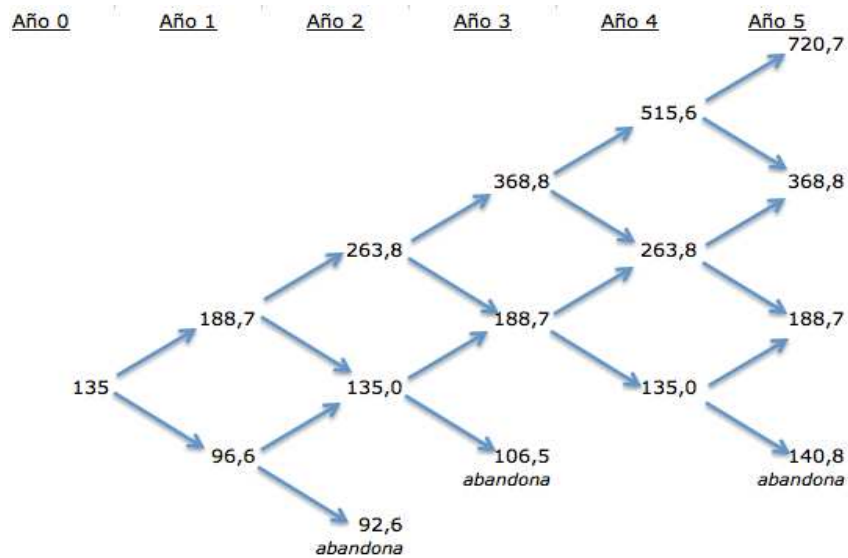 Año 0 Año 1 Año 2 Año 3 Año 4 Año 5
720,7
515,6
368,8 368,8
263,8 263,8
188,7 188,7 188,7
135 135,0 135,0
96,6 106,5 140,8
abandona abandona
92,6
abandona